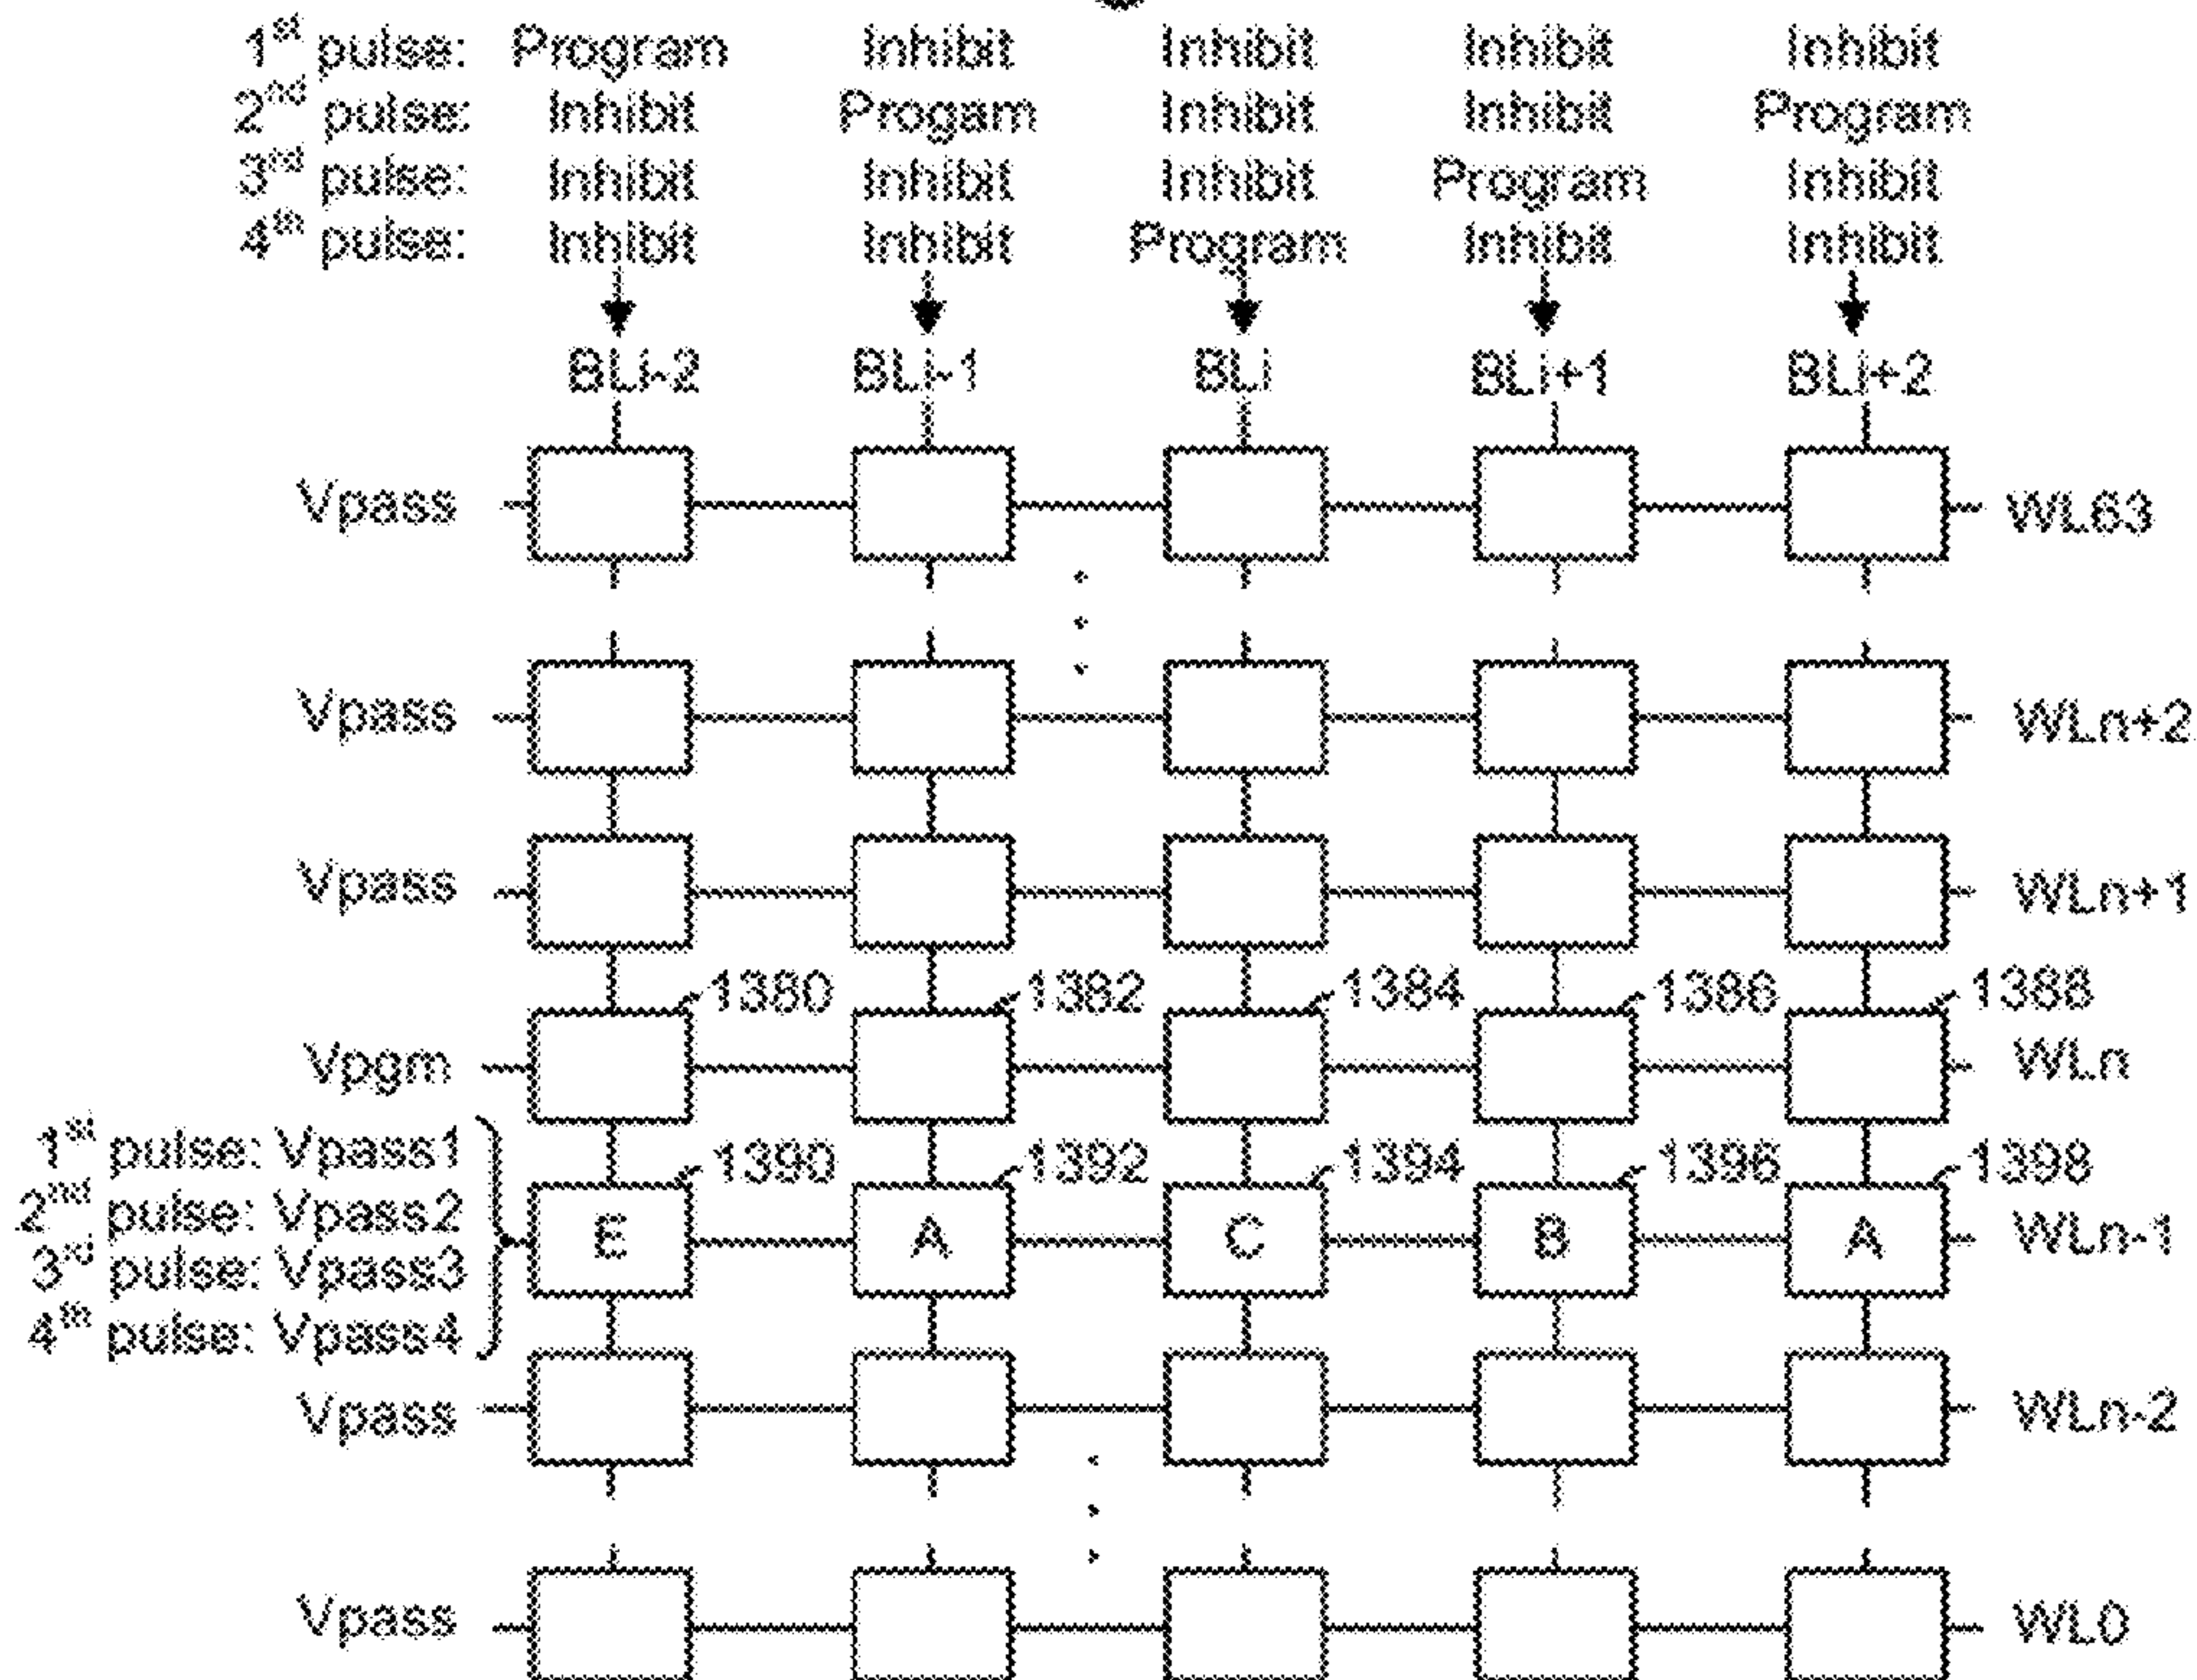 1st pulse: Program Inhibit Inhibit Inhibit Inhibit
2nd pulse: Inhibit Progam Inhibit Inhibit Program
3rd pulse: Inhibit Inhibit Inhibit Program Inhibit
4th pulse: Inhibit Inhibit Program Inhibit Inhibit
BLi-2 BLi-1 BLi BLi+1 BLi+2
Vpass WL63
Vpass WLn+2
Vpass WLn+1
1380 1382 1384 1386 1388
Vpgm WLn
1st pulse: Vpass1
1390 1392 1394 1396 1398
2nd pulse: Vpass2
E A C B A WLn-1
3rd pulse: Vpass3
4th pulse: Vpass4
Vpass WLn-2
Vpass WL0